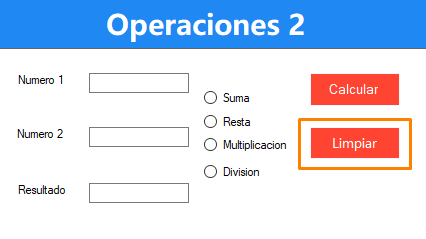 Operaciones 2
Numero 1
Suma
Resta
Multiplicacion
Division
Numero 2
Resultado
Calcular
Limpiar